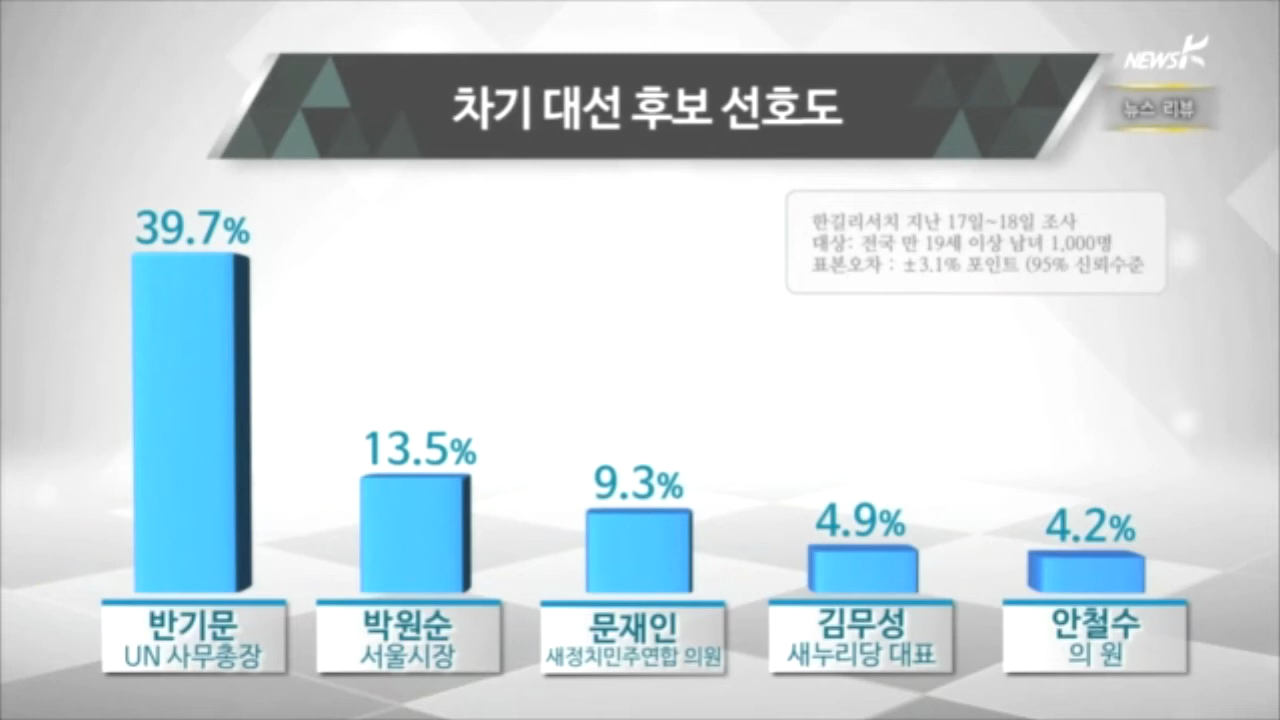 NEWS K
차기 대선 후보 선호도
뉴스 리뷰
한길리서치 지난 17일~18일 조사
대상: 전국 만 19세 이상 남녀 1,000명
표본오차 : ±3.1% 포인트 (95% 신뢰수준
39.7%
13.5%
9.3%
4.9%
4.2%
반기문
UN 사무총장
박원순
서울시장
문재인
새정치민주연합 의원
김무성
새누리당 대표
안철수
의 원